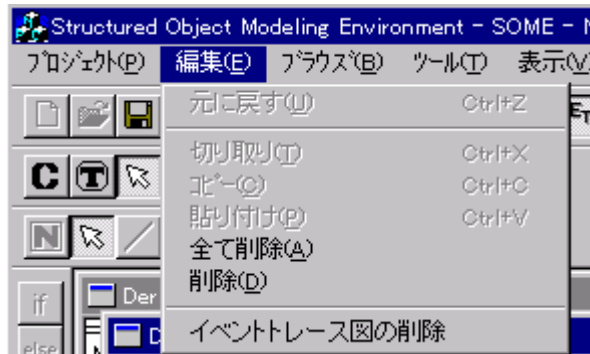 Structured Object Modeling Environment - SOME -
ﾌﾟﾛｼﾞｪｸﾄ(P) 編集(E) ﾌﾞﾗｳｽﾞ(B) ﾂｰﾙ(T) 表示(V
元に戻す(U) Ctrl+Z
切り取り(T) Ctrl+X
ｺﾋﾟｰ(C) Ctrl+C
貼り付け(P) Ctrl+V
全て削除(A)
削除(D)
イベントトレース図の削除
C T
N
if Der
else D